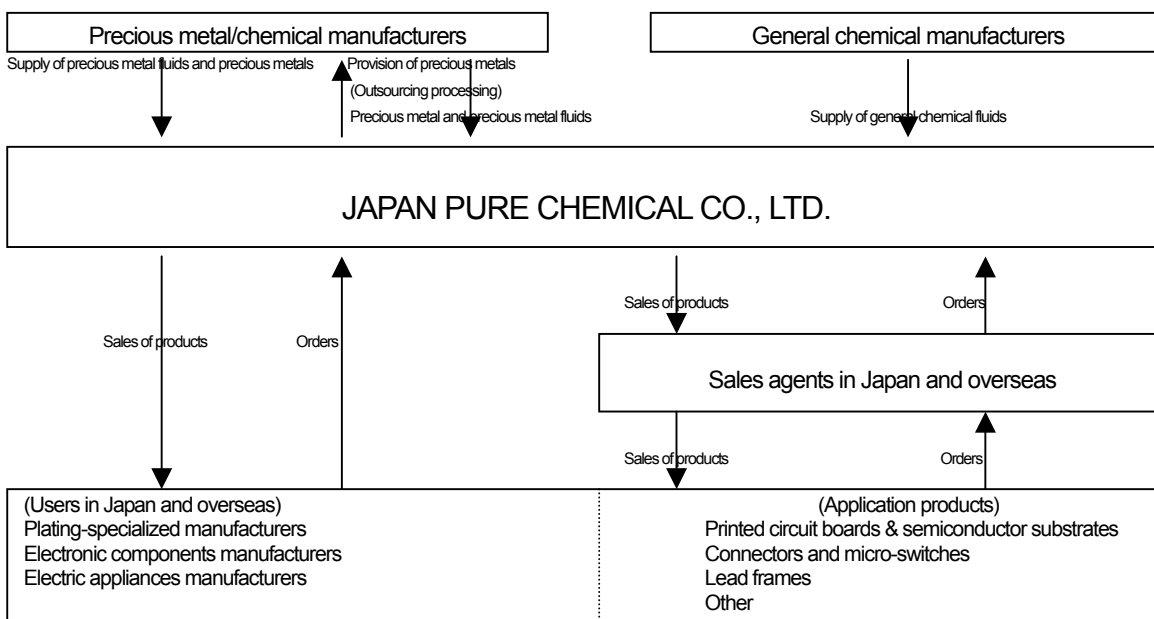 Precious metal/chemical manufacturers
General chemical manufacturers
Supply of precious metal fluids and precious metals
Provision of precious metals
(Outsourcing processing)
Precious metal and precious metal fluids
Supply of general chemical fluids
JAPAN PURE CHEMICAL CO., LTD.
Sales of products
Orders
Sales of products
Orders
Sales agents in Japan and overseas
Sales of products
Orders
(Users in Japan and overseas)
Plating-specialized manufacturers
Electronic components manufacturers
Electric appliances manufacturers
(Application products)
Printed circuit boards & semiconductor substrates
Connectors and micro-switches
Lead frames
Other